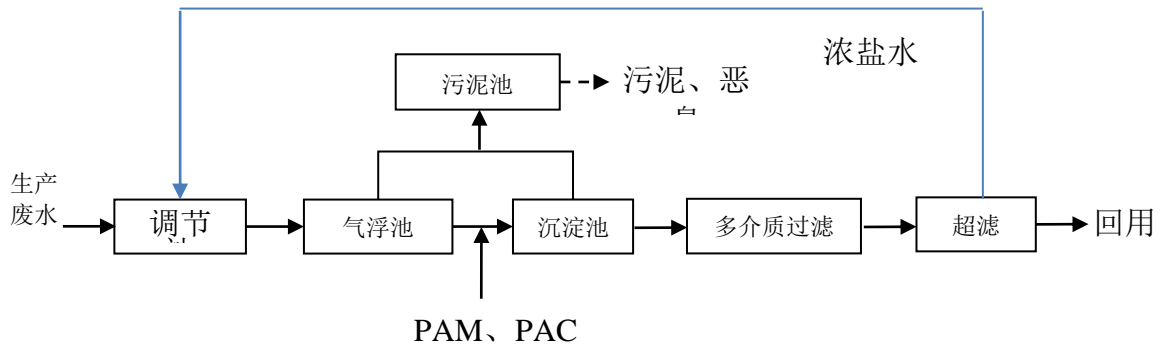 浓盐水
污泥池
污泥、恶
生产
废水
调节
气浮池
沉淀池
多介质过滤
超滤
回用
PAM、PAC